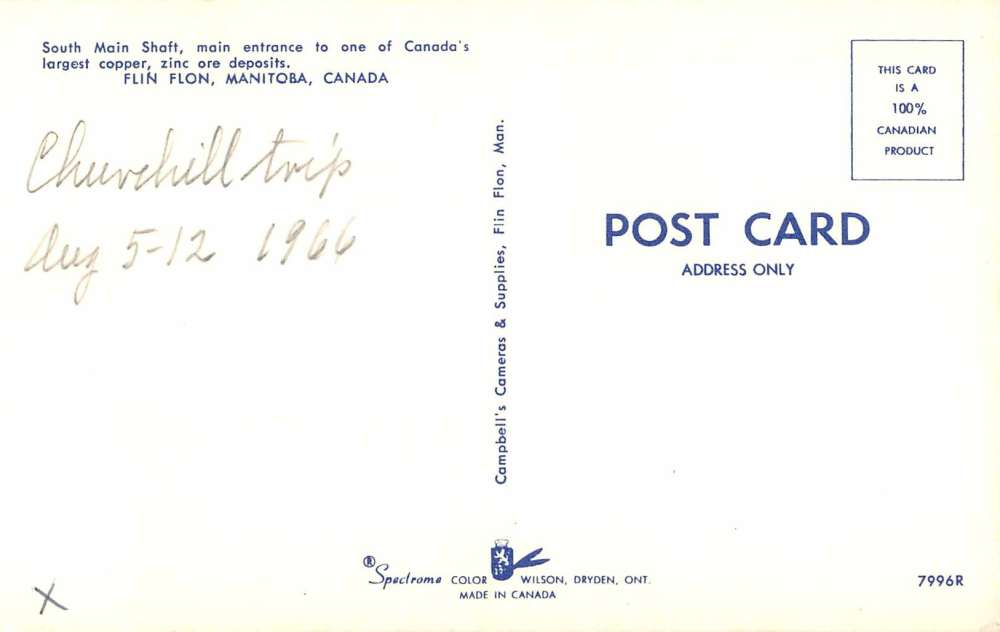 South Main Shaft, main entrance to one of Canada's
largest copper, zinc ore deposits.
FLIN FLON, MANITOBA, CANADA
Churchill trip
Aug 5-12 1966
X
Campbell's Cameras & Supplies, Flin Flon, Man.
THIS CARD
IS A
100%
CANADIAN
PRODUCT
POST CARD
ADDRESS ONLY
® Spectrome COLOR WILSON, DRYDEN, ONT.
MADE IN CANADA
7996R